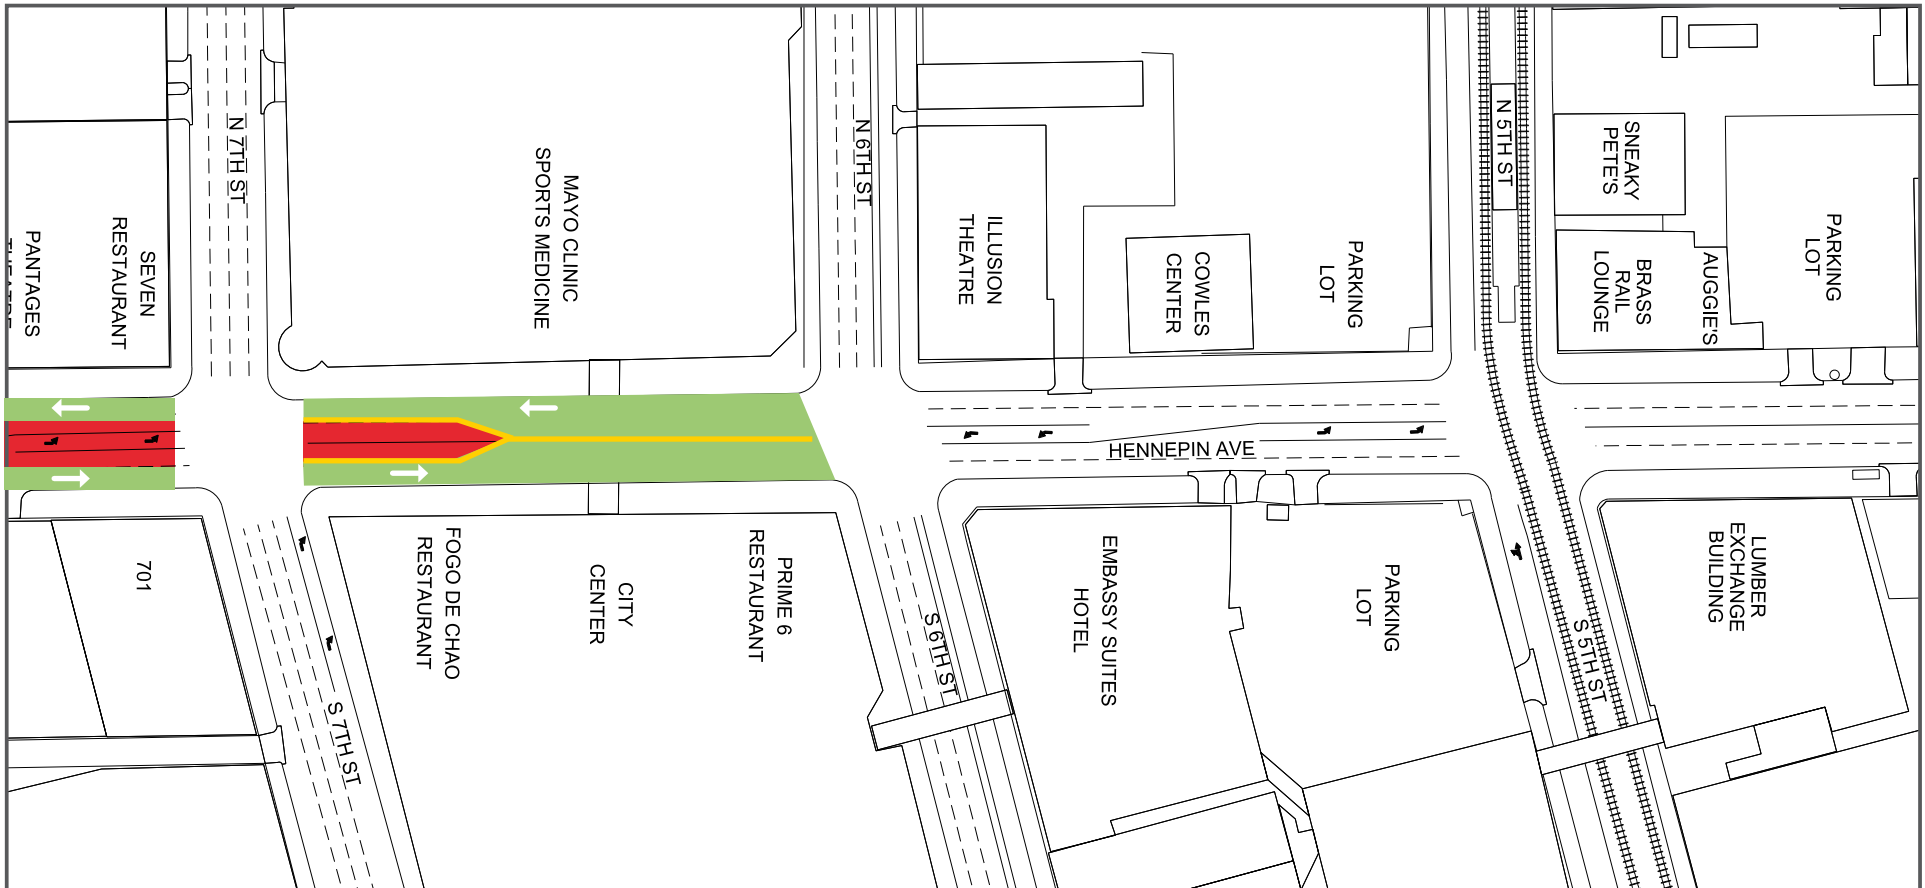 N 7TH ST
N 6TH ST
N 5TH ST
PANTAGES
SEVEN
RESTAURANT
MAYO CLINIC
SPORTS MEDICINE
ILLUSION
THEATRE
COWLES
CENTER
PARKING
LOT
SNEAKY
PETE'S
BRASS
RAIL
LOUNGE
AUGGIE'S
PARKING
LOT
HENNEPIN AVE
701
FOGO DE CHAO
RESTAURANT
CITY
CENTER
PRIME 6
RESTAURANT
EMBASSY SUITES
HOTEL
PARKING
LOT
LUMBER
EXCHANGE
BUILDING
S 7TH ST
S 6TH ST
S 5TH ST